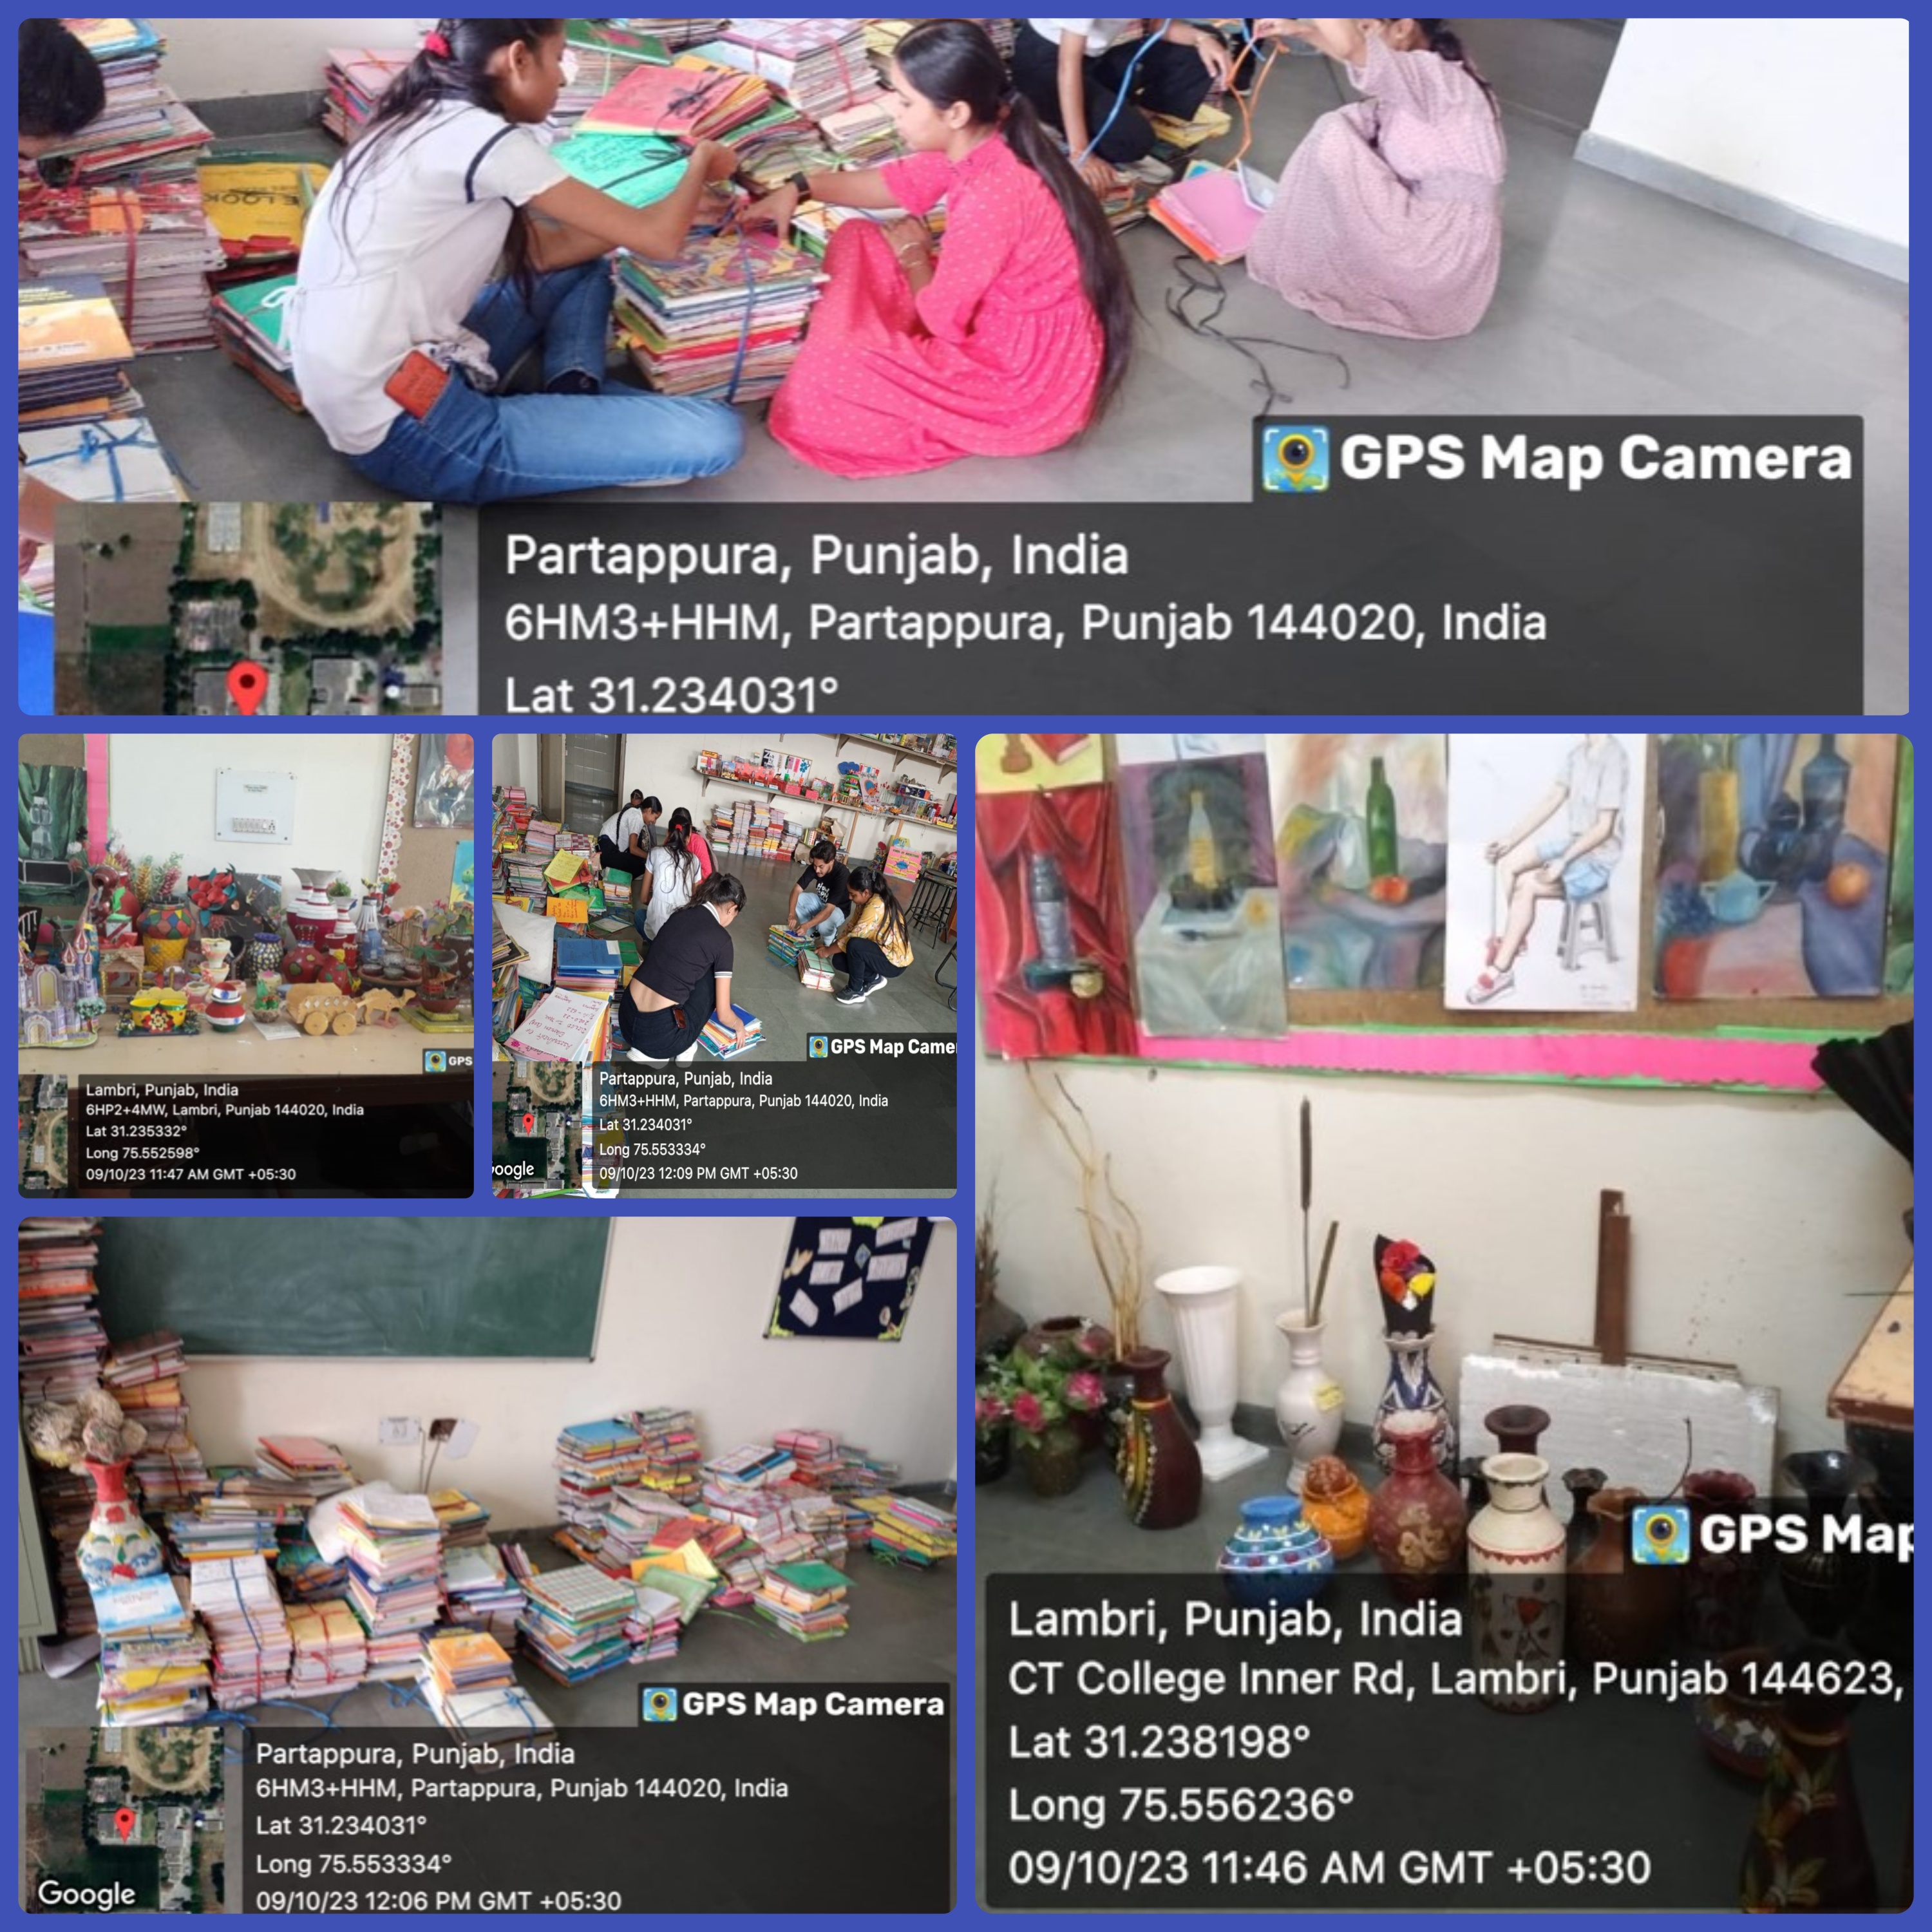 GPS Map Camera
Partappura, Punjab, India
6HM3+HHM, Partappura, Punjab 144020, India
Lat 31.234031°
GPS
Lambri, Punjab, India
6HP2+4MW, Lambri, Punjab 144020, India
Lat 31.235332°
Long 75.552598°
09/10/23 11:47 AM GMT +05:30
GPS Map Came
Partappura, Punjab, India
6HM3+HHM, Partappura, Punjab 144020, India
Lat 31.234031°
Long 75.553334°
09/10/23 12:09 PM GMT +05:30
oogle
GPS Map Camera
Partappura, Punjab, India
6HM3+HHM, Partappura, Punjab 144020, India
Lat 31.234031°
Long 75.553334°
09/10/23 12:06 PM GMT +05:30
Google
GPS Map
Lambri, Punjab, India
CT College Inner Rd, Lambri, Punjab 144623,
Lat 31.238198°
Long 75.556236°
09/10/23 11:46 AM GMT +05:30